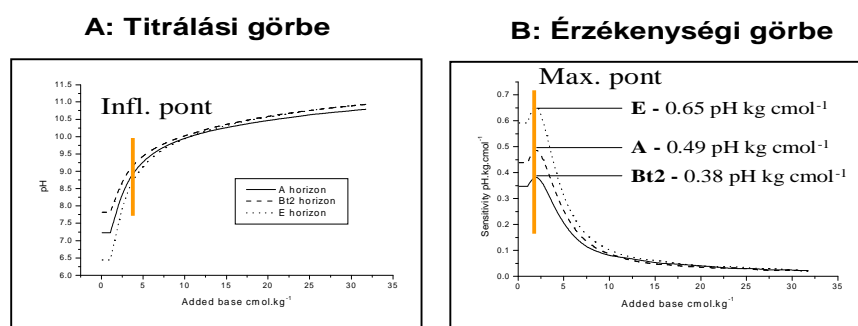 A: Titrálási görbe
11.5
11.0
10.5
10.0
9.5
9.0
8.5
8.0
7.5
7.0
6.5
6.0
pH
Infl. pont
A horizon
Bt2 horizon
E horizon
0 5 10 15 20 25 30 35
Added base cmol.kg-1
B: Érzékenységi görbe
0.7
0.6
0.5
0.4
0.3
0.2
0.1
0.0
Sensitivity pH.kg.cmol-1
Max. pont
E - 0.65 pH kg cmol-1
A - 0.49 pH kg cmol-1
Bt2 - 0.38 pH kg cmol-1
0 5 10 15 20 25 30 35
Added base cmol.kg-1